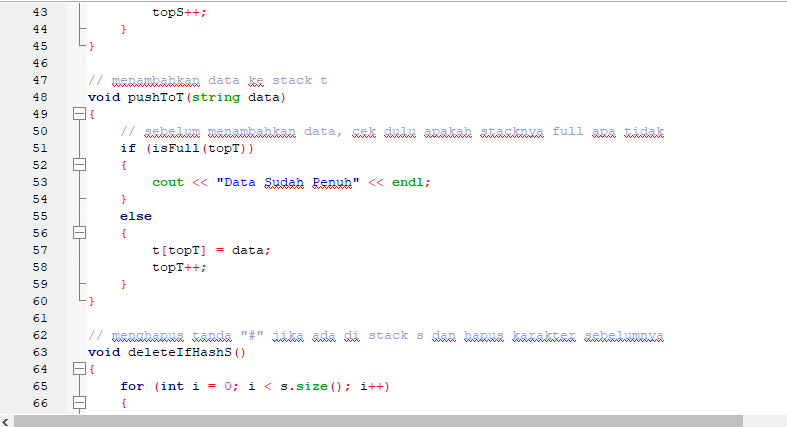 43 topS++;
44 }
45 }
46
47 // menambahkan data ke stack t
48 void pushToT(string data)
49 {
50 // sebelum menambahkan data, cek dulu apakah stacknya full apa tidak
51 if (isFull(topT))
52 {
53 cout << "Data Sudah Penuh" << endl;
54 }
55 else
56 {
57 t[topT] = data;
58 topT++;
59 }
60 }
61
62 // menghapus tanda "#" jika ada di stack s dan hapus karakter sebelumnya
63 void deleteIfHashS()
64 {
65 for (int i = 0; i < s.size(); i++)
66 {